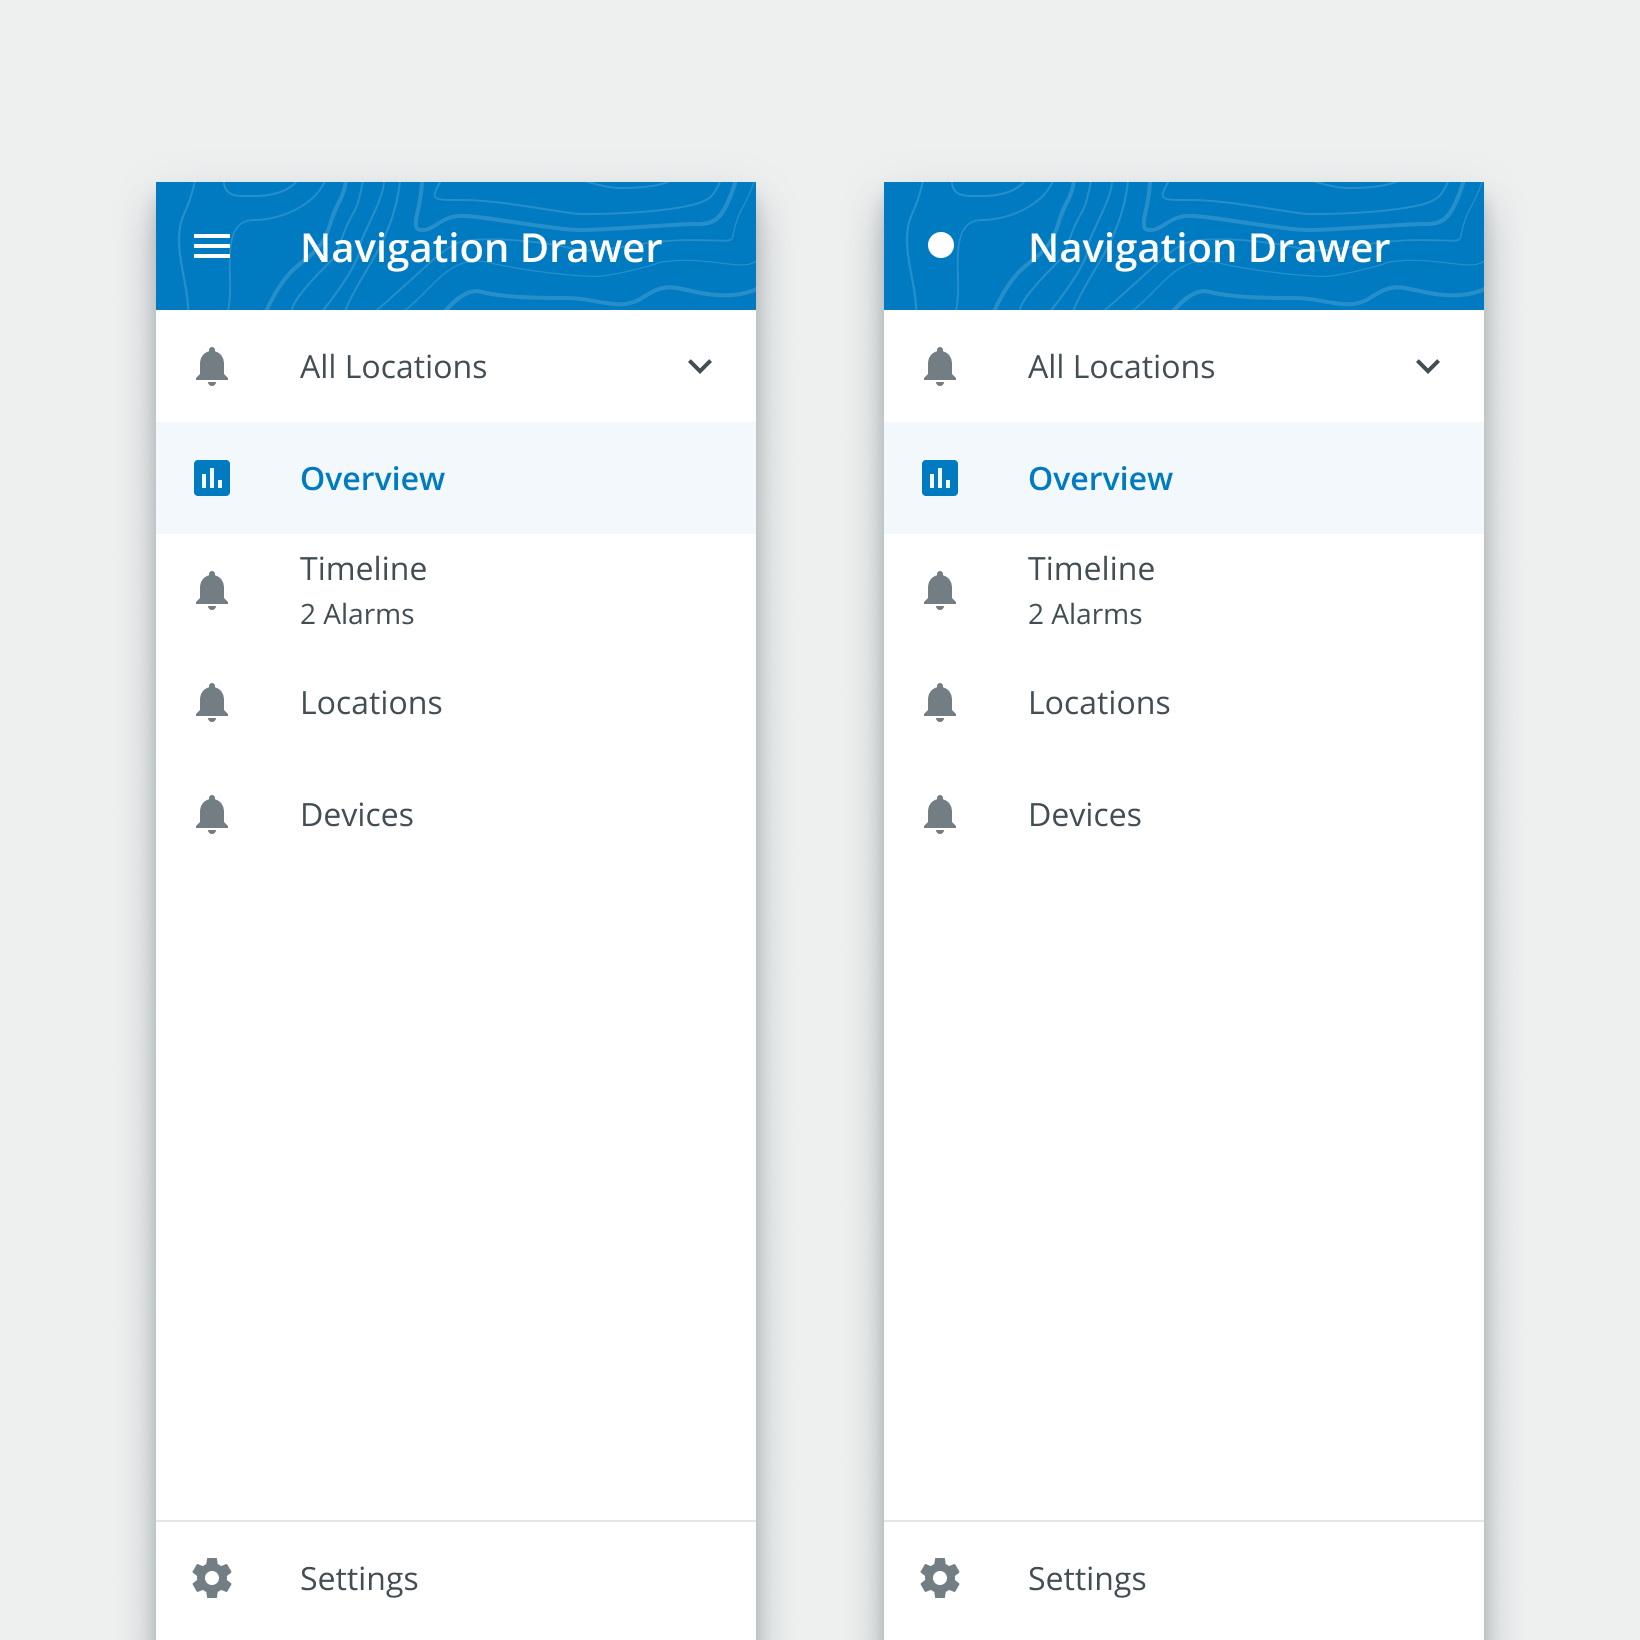 Navigation Drawer
All Locations
Overview
Timeline
2 Alarms
Locations
Devices
Settings
Navigation Drawer
All Locations
Overview
Timeline
2 Alarms
Locations
Devices
Settings